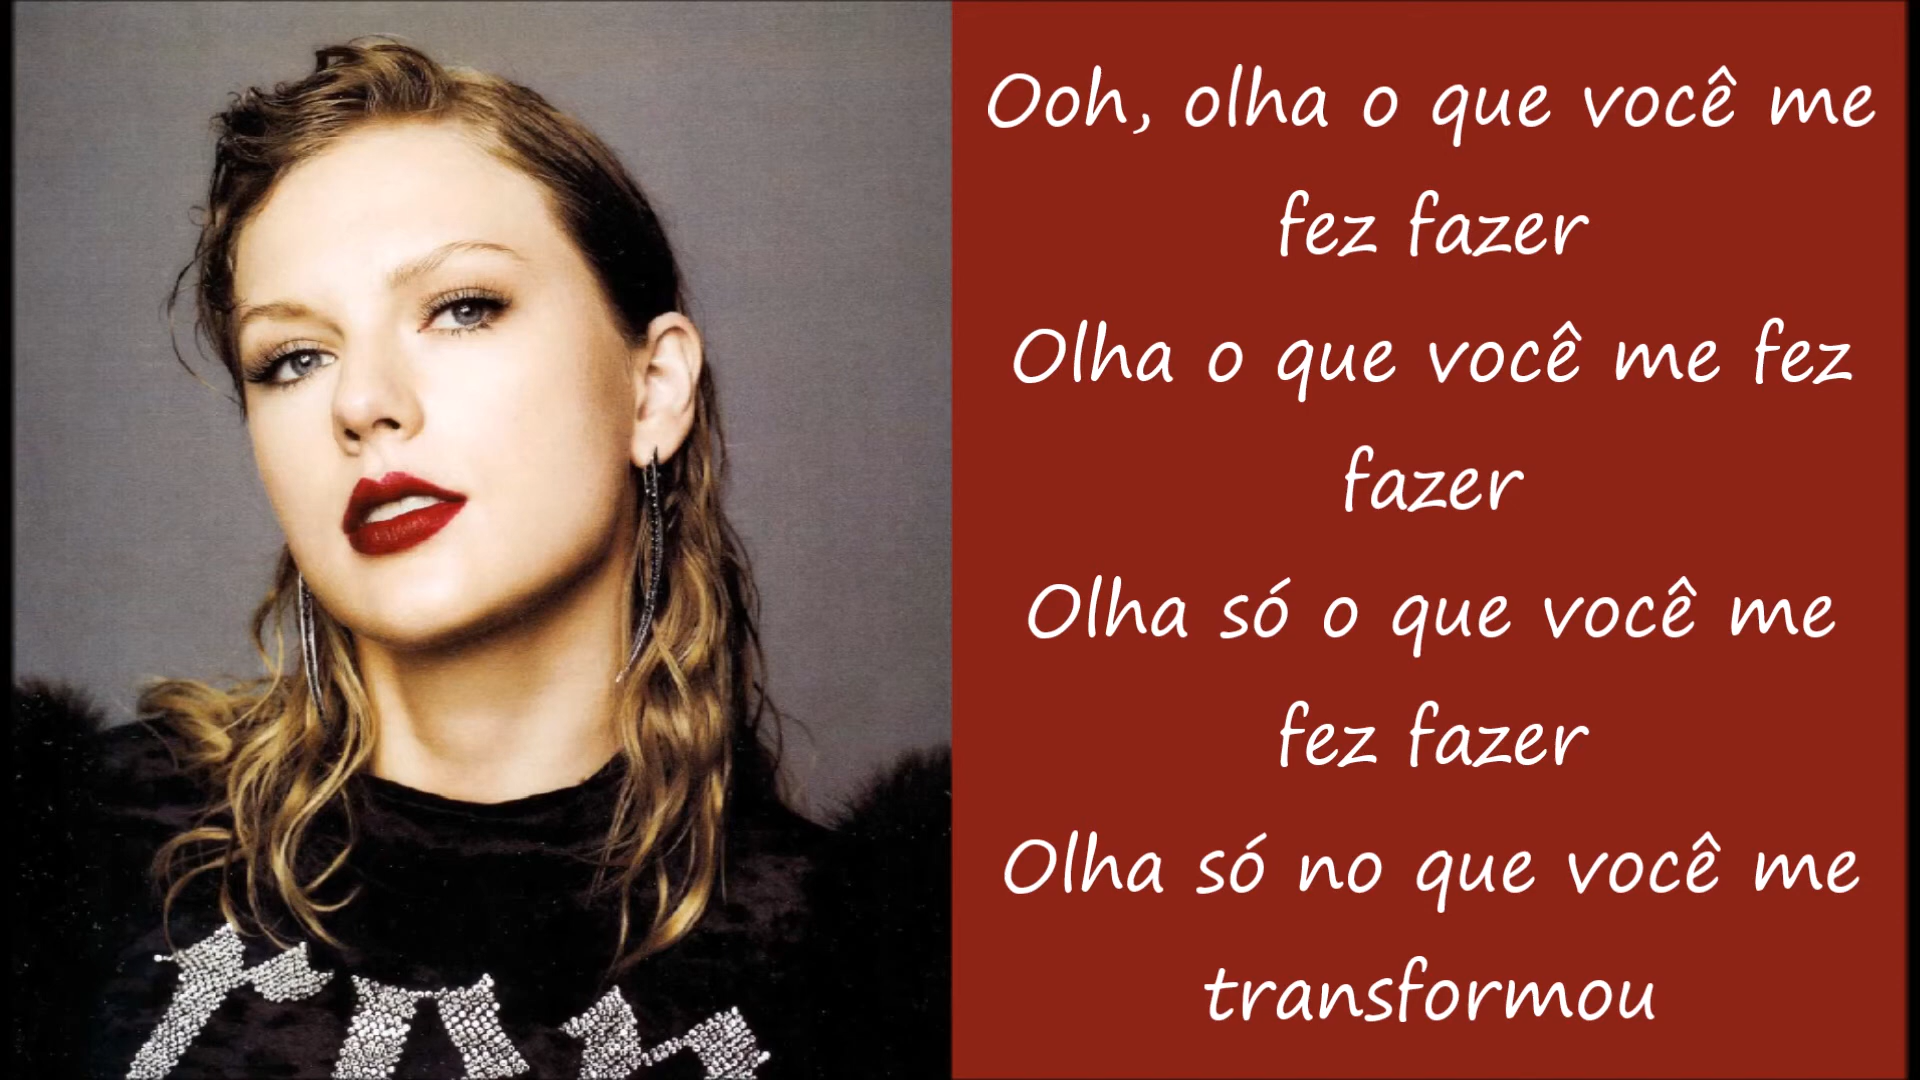 Ooh, olha o que você me
fez fazer
Olha o que você me fez
fazer
Olha só o que você me
fez fazer
Olha só no que você me
transformou